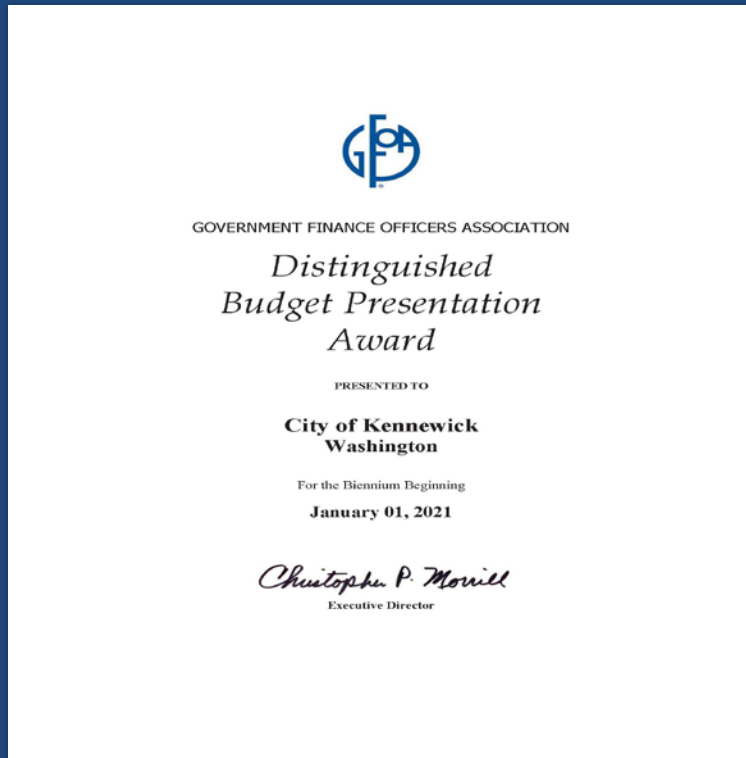 GFOA
GOVERNMENT FINANCE OFFICERS ASSOCIATION
Distinguished
Budget Presentation
Award
PRESENTED TO
City of Kennewick
Washington
For the Biennium Beginning
January 01, 2021
Christopher P. Morrill
Executive Director